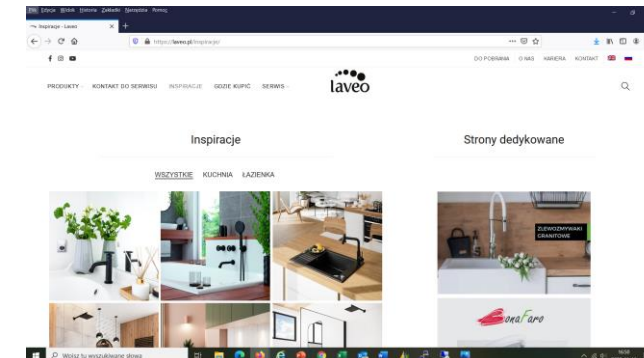 Plik Edycja Widok Historia Zakładki Narzędzia Pomoc
Inspiracje - Laveo
https://laveo.pl/inspiracje/
DO POBRANIA O NAS KARIERA KONTAKT
PRODUKTY KONTAKT DO SERWISU INSPIRACJE GDZIE KUPIĆ SERWIS
laveo
Inspiracje
Strony dedykowane
WSZYSTKIE KUCHNIA ŁAZIENKA
ZLEWOZMYWAKI
GRANITOWE
BonaFaro
Wpisz tu wyszukiwane słowa